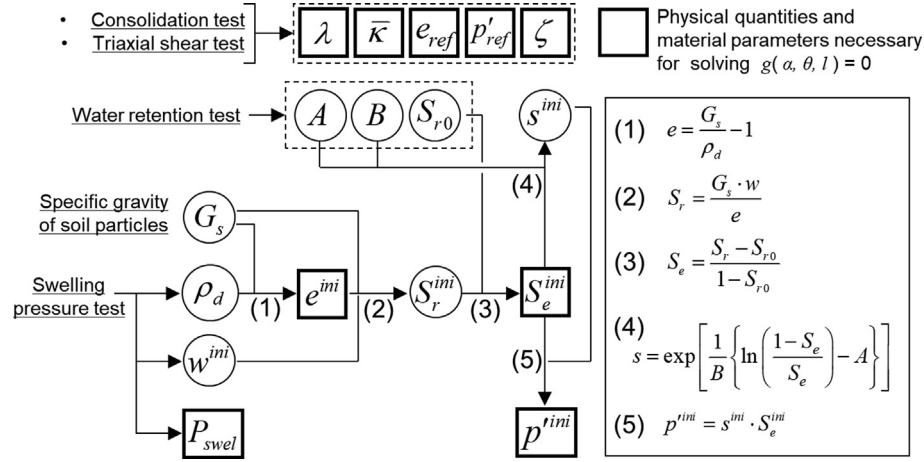 • Consolidation test
• Triaxial shear test
λ κ̄ e_ref p′_ref ζ
Physical quantities and
material parameters necessary
for solving g(α, θ, l) = 0
Water retention test
A B S_r0 s^ini
(4)
Specific gravity
of soil particles
G_s
Swelling
pressure test
ρ_d (1) e^ini (2) S_r^ini (3) S_e^ini
w^ini
(5)
P_swel
p′^ini
(1) e = G_s / ρ_d − 1
(2) S_r = G_s · w / e
(3) S_e = (S_r − S_r0) / (1 − S_r0)
(4) s = exp[ 1/B { ln( (1 − S_e) / S_e ) − A } ]
(5) p′^ini = s^ini · S_e^ini